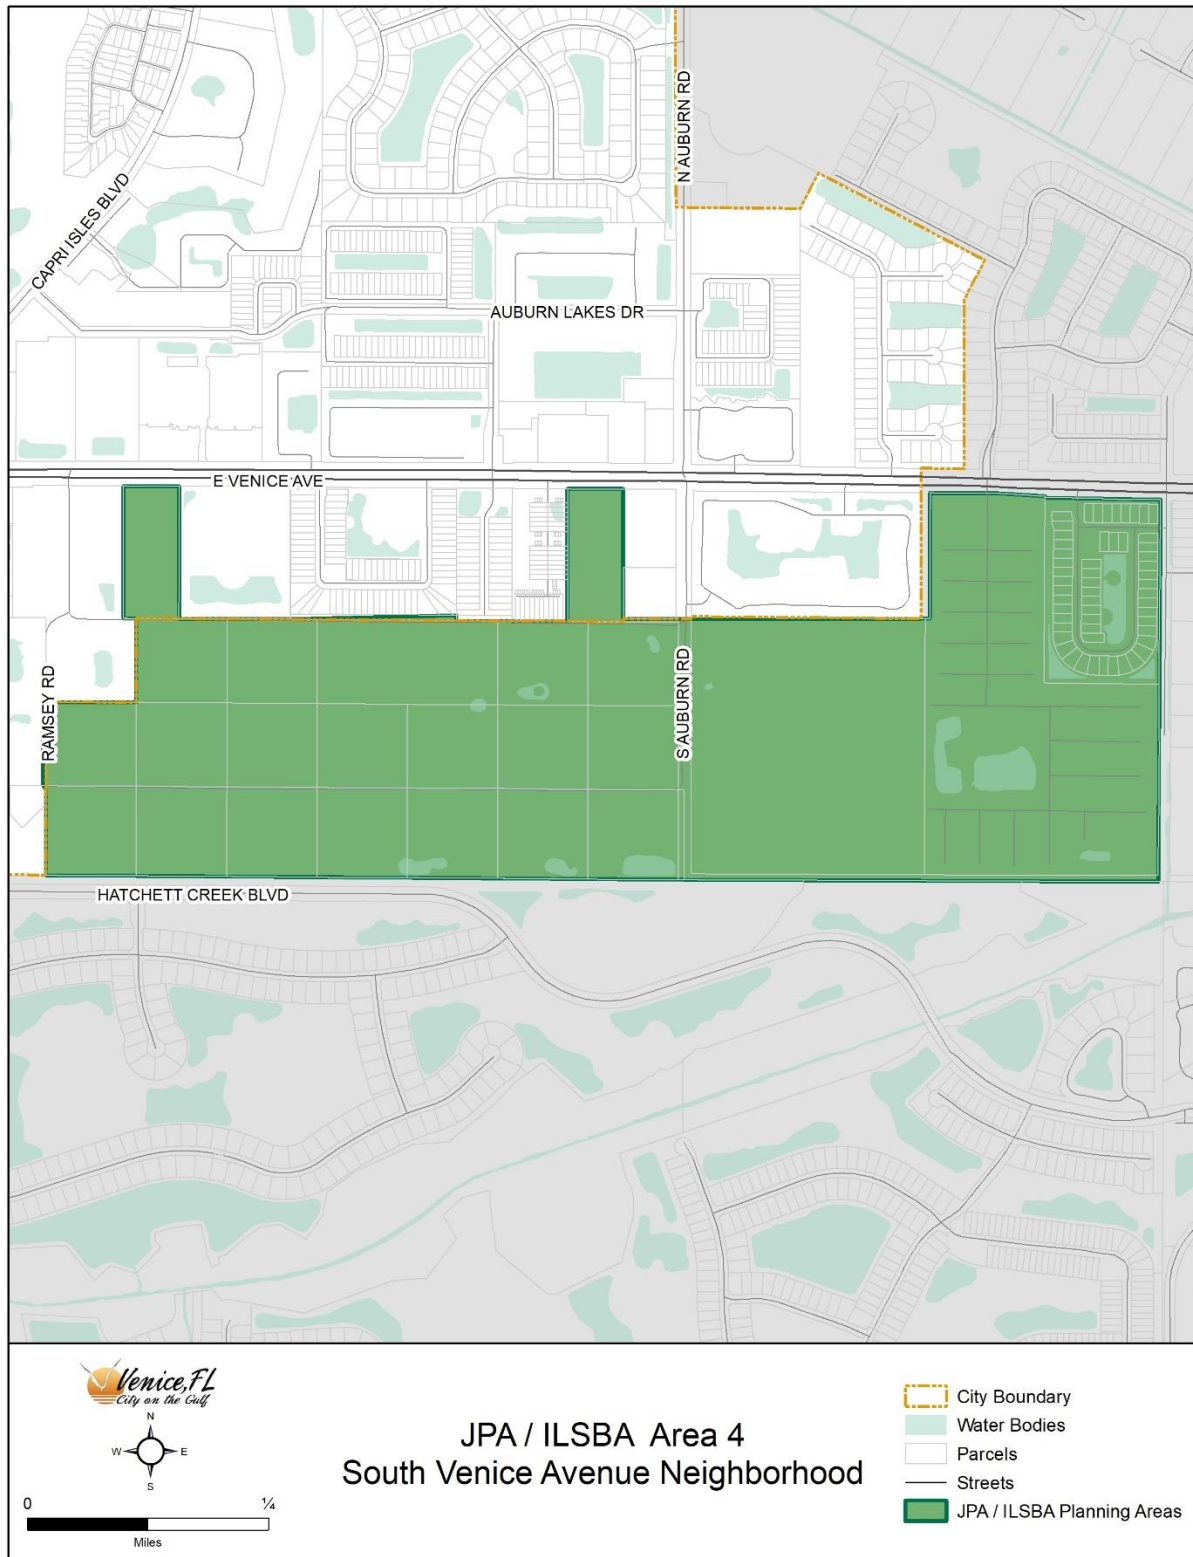 N AUBURN RD
CAPRI ISLES BLVD
AUBURN LAKES DR
E VENICE AVE
RAMSEY RD
S AUBURN RD
HATCHETT CREEK BLVD
Venice, FL
City on the Gulf
N
W E
S
0 ¼
Miles
JPA / ILSBA Area 4
South Venice Avenue Neighborhood
City Boundary
Water Bodies
Parcels
Streets
JPA / ILSBA Planning Areas